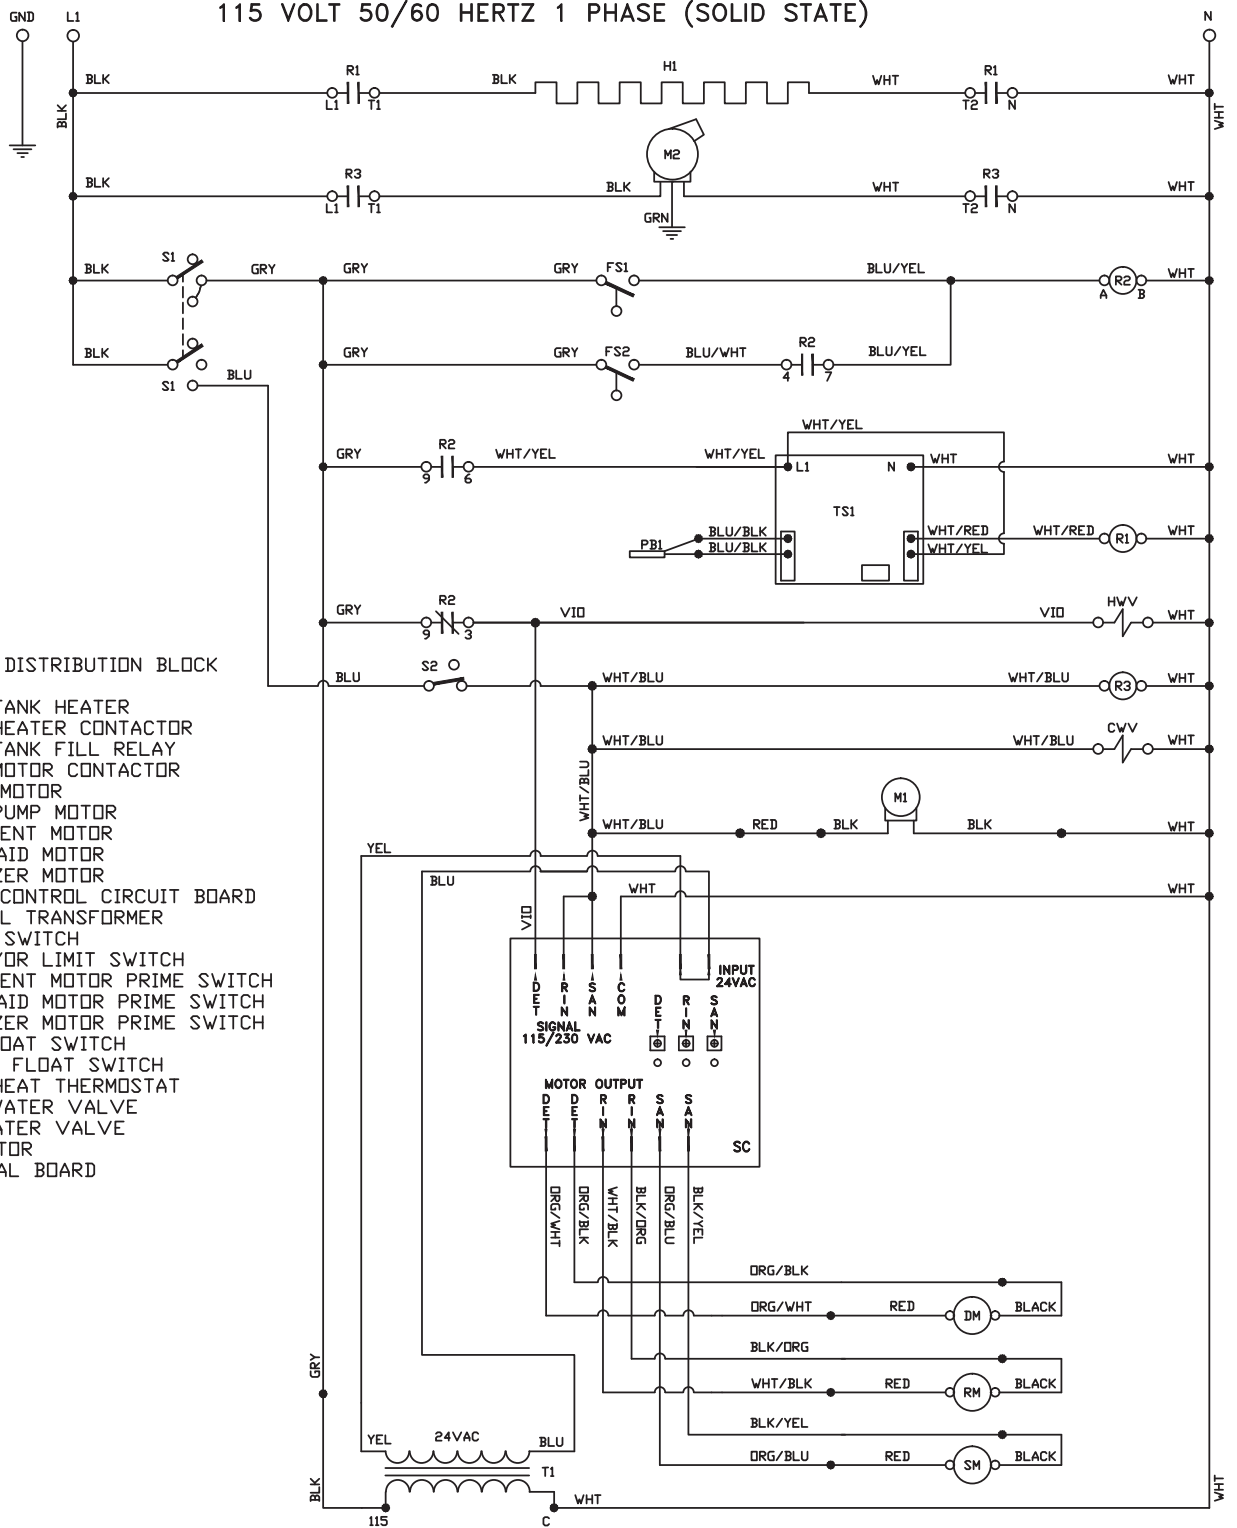 115 VOLT 50/60 HERTZ 1 PHASE (SOLID STATE)
GND L1 N
BLK R1 BLK H1 WHT R1 WHT
L1 T1 T2 N
BLK WHT
M2
BLK R3 BLK WHT R3 WHT
L1 T1 GRN T2 N
S1
BLK GRY GRY GRY FS1 BLU/YEL R2 WHT
A B
BLK GRY GRY FS2 BLU/WHT R2 BLU/YEL
S1 BLU 4 7
WHT/YEL
GRY R2 WHT/YEL WHT/YEL L1 N WHT WHT
9 6
TS1
PB1 BLU/BLK WHT/RED WHT/RED R1 WHT
BLU/BLK WHT/YEL
GRY R2 VIO VIO HWV WHT
9 3
DISTRIBUTION BLOCK
BLU S2 WHT/BLU WHT/BLU R3 WHT
TANK HEATER
HEATER CONTACTOR
TANK FILL RELAY
WHT/BLU WHT/BLU CWV WHT
MOTOR CONTACTOR
MOTOR
WHT/BLU M1
PUMP MOTOR
ENT MOTOR
WHT/BLU RED BLK BLK WHT
AID MOTOR
YEL
ZER MOTOR
BLU
CONTROL CIRCUIT BOARD
WHT WHT
L TRANSFORMER
VIO
SWITCH
OR LIMIT SWITCH
ENT MOTOR PRIME SWITCH
AID MOTOR PRIME SWITCH
ZER MOTOR PRIME SWITCH
OAT SWITCH
FLOAT SWITCH
HEAT THERMOSTAT
ATER VALVE
TER VALVE
TOR
AL BOARD
DET RIN SAN COM
INPUT
24VAC
SIGNAL
115/230 VAC
DET RIN SAN
MOTOR OUTPUT
DET DET RIN RIN SAN SAN
SC
ORG/WHT ORG/BLK WHT/BLK BLK/ORG ORG/BLU BLK/YEL
ORG/BLK
ORG/WHT RED DM BLACK
BLK/ORG
WHT/BLK RED RM BLACK
GRY
BLK/YEL
ORG/BLU RED SM BLACK
YEL 24VAC BLU
T1
BLK WHT WHT
115 C